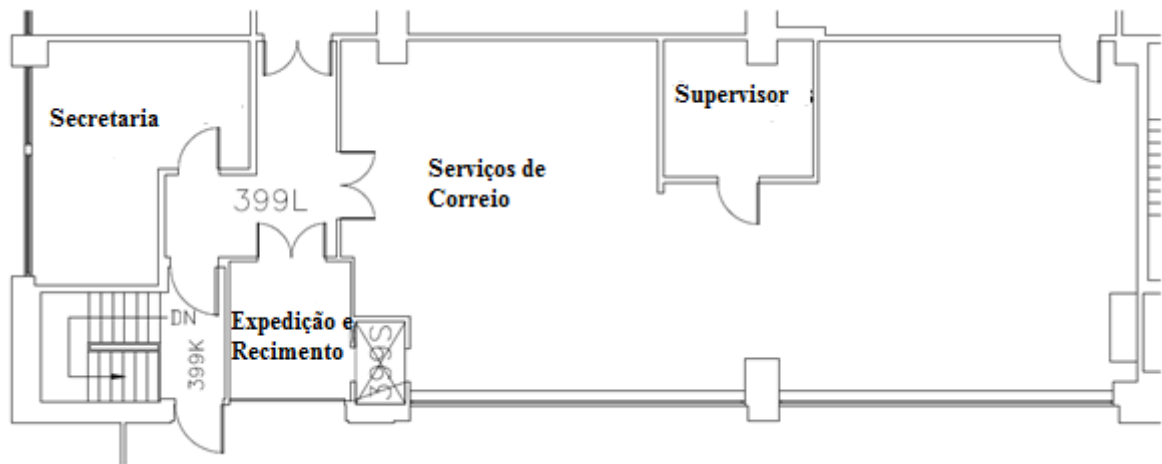 Secretaria
Supervisor
Serviços de
Correio
399L
Expedição e
Recimento
DN
399K
399S